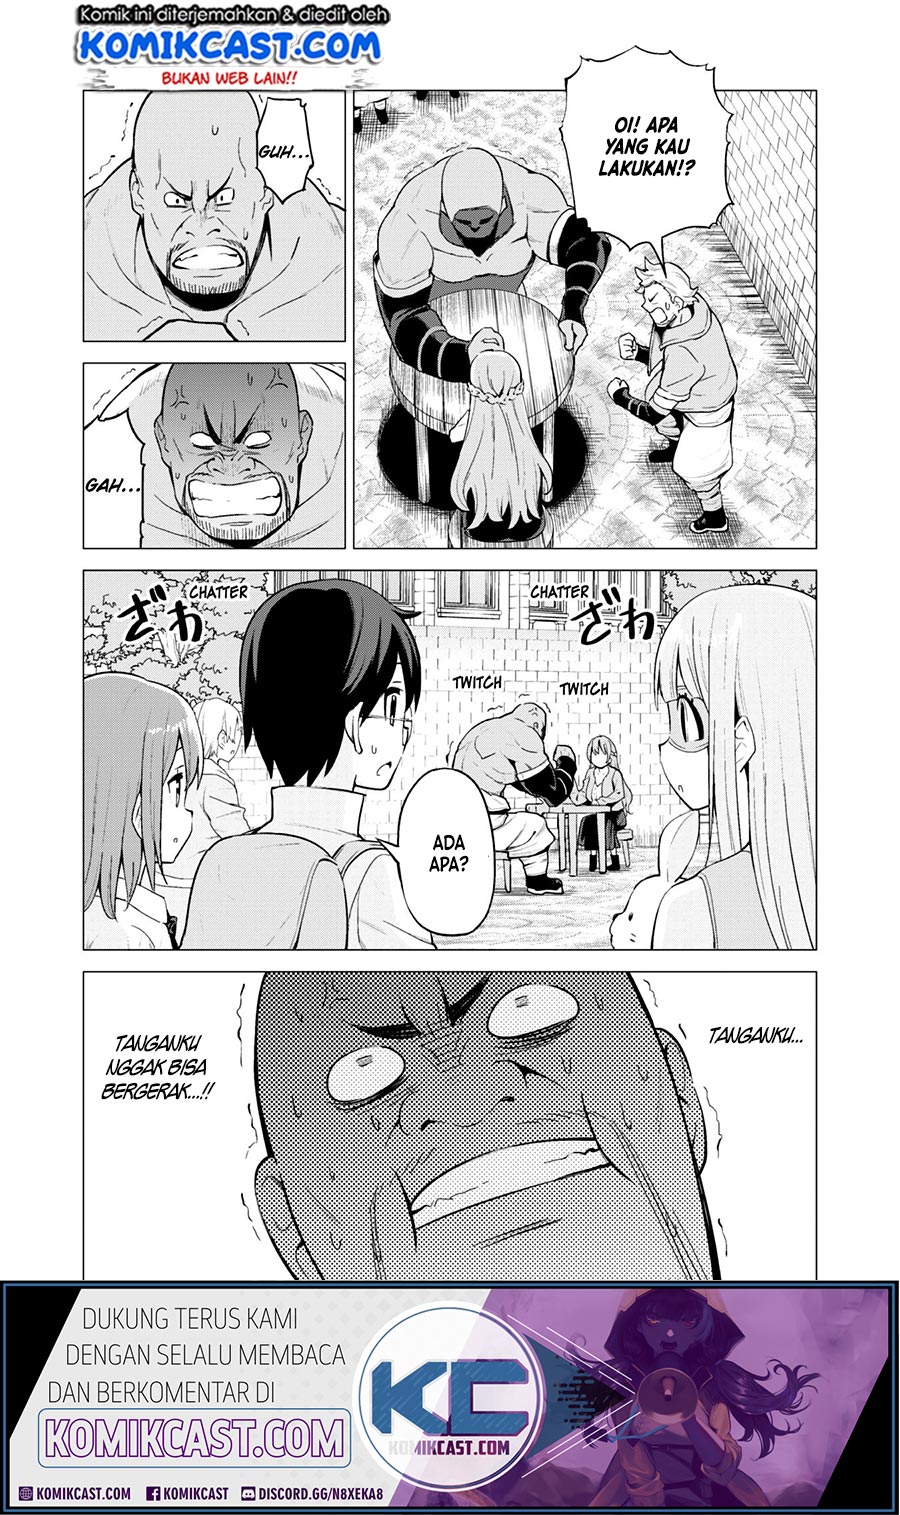 Komik ini diterjemahkan & diedit oleh
KOMIKCAST.COM
BUKAN WEB LAIN!!
OI! APA
YANG KAU
LAKUKAN!?
GUH...
GAH...
CHATTER
ざわ
CHATTER
ざわ
TWITCH
TWITCH
ADA
APA?
TANGANKU...
TANGANKU
NGGAK BISA
BERGERAK...!!
DUKUNG TERUS KAMI
DENGAN SELALU MEMBACA
DAN BERKOMENTAR DI
KOMIKCAST.COM
KC
KOMIKCAST.COM
KOMIKCAST.COM
KOMIKCAST
DISCORD.GG/N8XEKA8